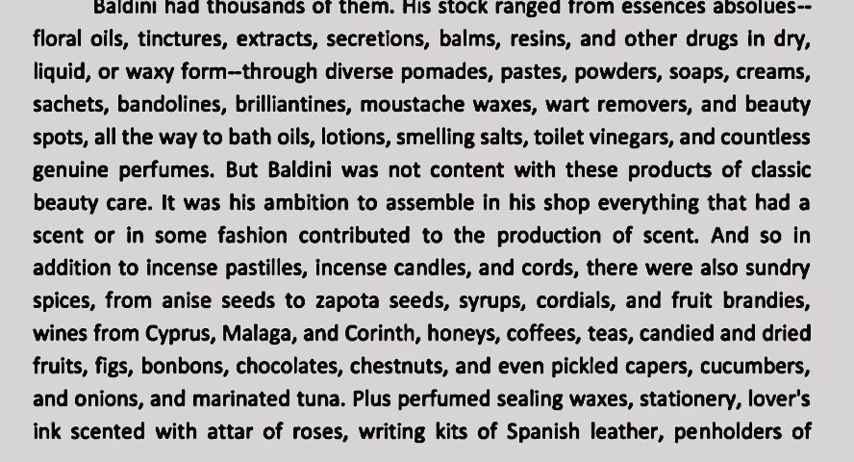 Baldini had thousands of them. His stock ranged from essences absolues--
floral oils, tinctures, extracts, secretions, balms, resins, and other drugs in dry,
liquid, or waxy form--through diverse pomades, pastes, powders, soaps, creams,
sachets, bandolines, brilliantines, moustache waxes, wart removers, and beauty
spots, all the way to bath oils, lotions, smelling salts, toilet vinegars, and countless
genuine perfumes. But Baldini was not content with these products of classic
beauty care. It was his ambition to assemble in his shop everything that had a
scent or in some fashion contributed to the production of scent. And so in
addition to incense pastilles, incense candles, and cords, there were also sundry
spices, from anise seeds to zapota seeds, syrups, cordials, and fruit brandies,
wines from Cyprus, Malaga, and Corinth, honeys, coffees, teas, candied and dried
fruits, figs, bonbons, chocolates, chestnuts, and even pickled capers, cucumbers,
and onions, and marinated tuna. Plus perfumed sealing waxes, stationery, lover's
ink scented with attar of roses, writing kits of Spanish leather, penholders of